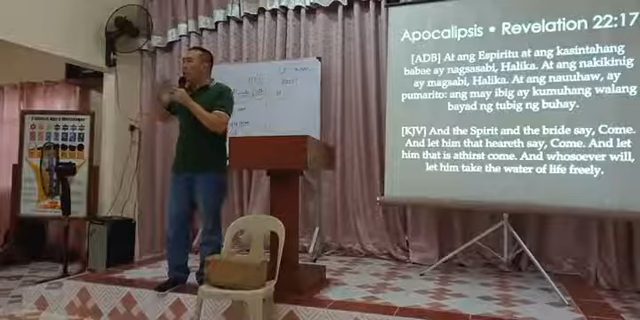 Apocalipsis • Revelation 22:17
[ADB] At ang Espiritu at ang kasintahang
babae ay nagsasabi, Halika. At ang nakikinig
ay magsabi, Halika. At ang nauuhaw, ay
pumarito: ang may ibig ay kumuhang walang
bayad ng tubig ng buhay.
[KJV] And the Spirit and the bride say, Come.
And let him that heareth say, Come. And let
him that is athirst come. And whosoever will,
let him take the water of life freely.